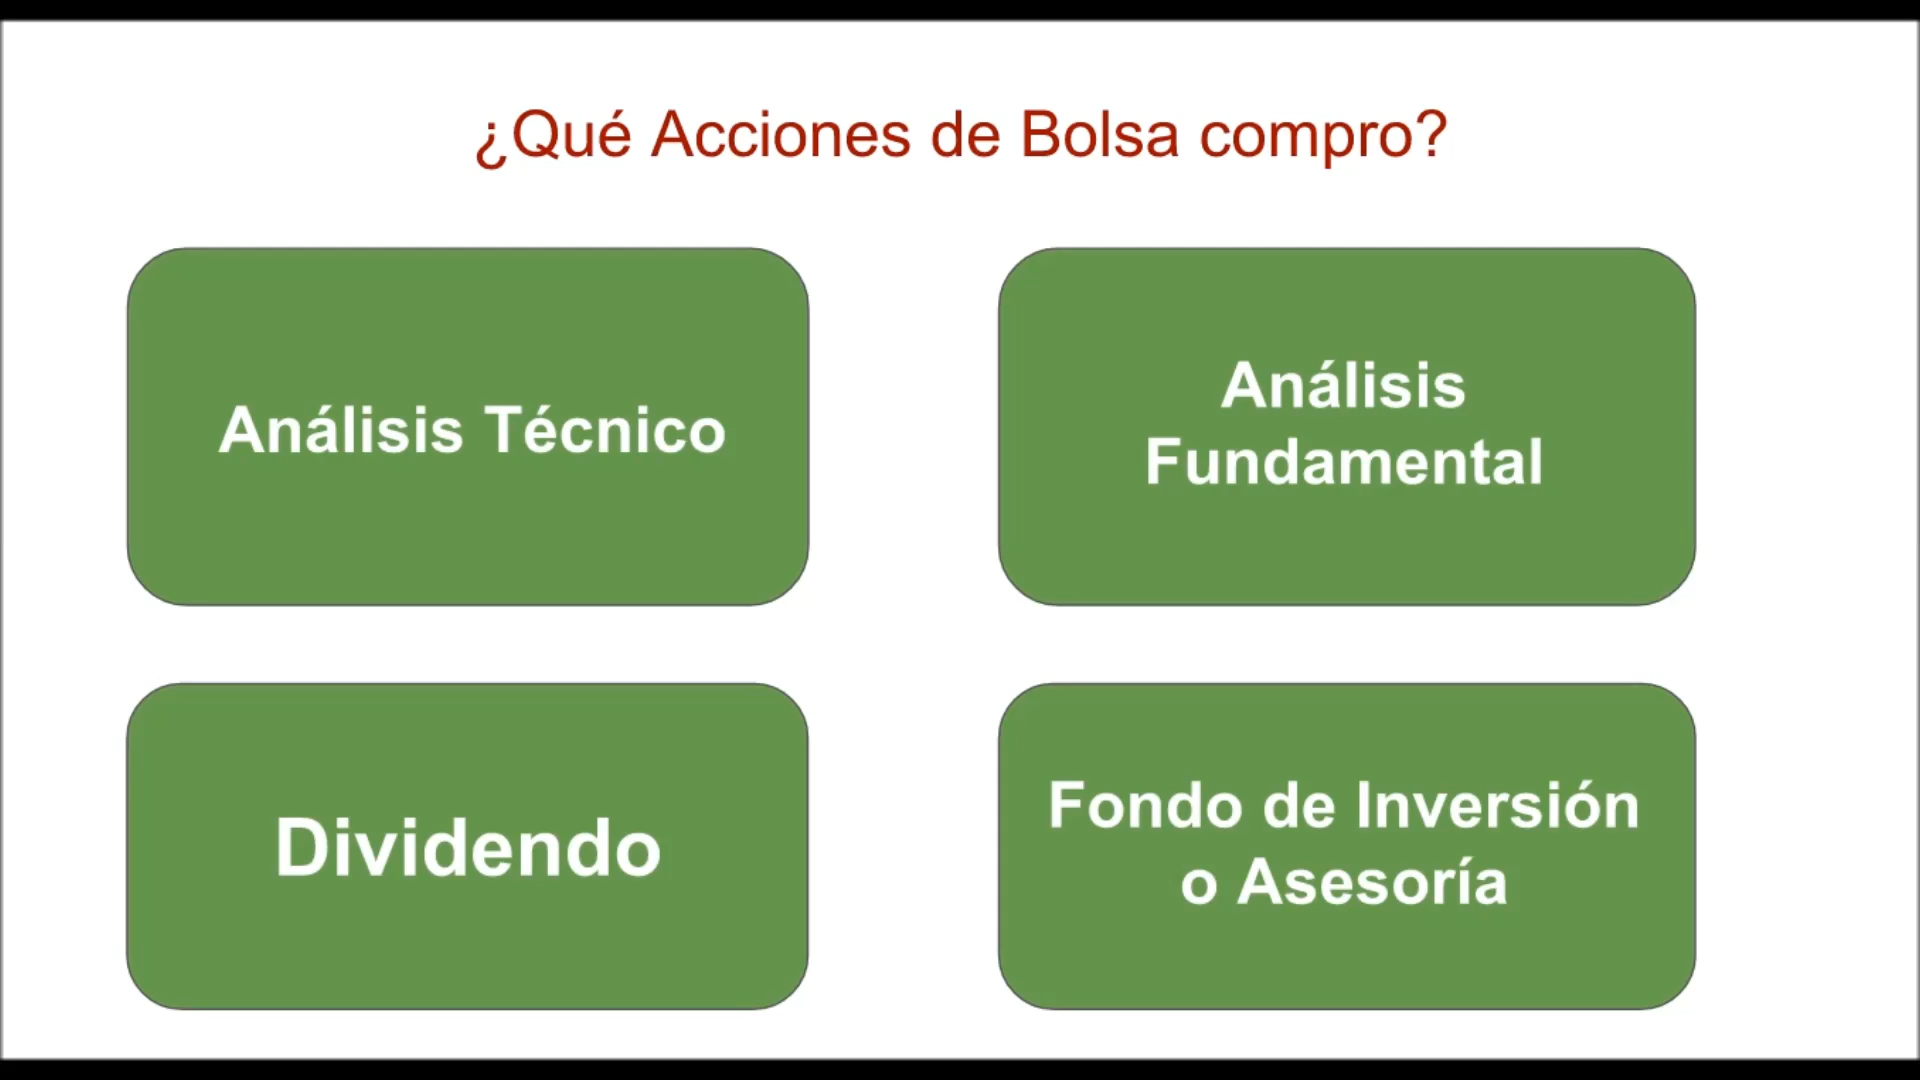 ¿Qué Acciones de Bolsa compro?
Análisis Técnico
Análisis
Fundamental
Dividendo
Fondo de Inversión
o Asesoría